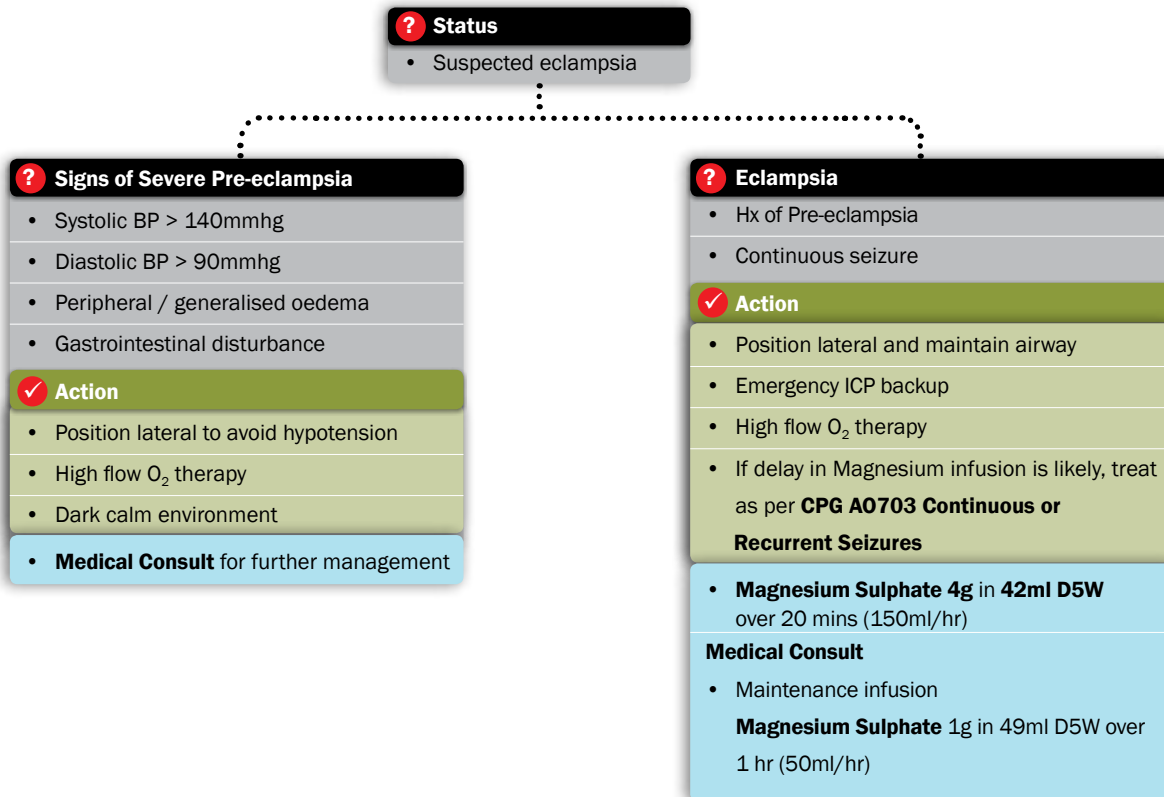 ? Status
• Suspected eclampsia
? Signs of Severe Pre-eclampsia
• Systolic BP > 140mmhg
• Diastolic BP > 90mmhg
• Peripheral / generalised oedema
• Gastrointestinal disturbance
✓ Action
• Position lateral to avoid hypotension
• High flow O₂ therapy
• Dark calm environment
• Medical Consult for further management
? Eclampsia
• Hx of Pre-eclampsia
• Continuous seizure
✓ Action
• Position lateral and maintain airway
• Emergency ICP backup
• High flow O₂ therapy
• If delay in Magnesium infusion is likely, treat
as per CPG AO703 Continuous or
Recurrent Seizures
• Magnesium Sulphate 4g in 42ml D5W
over 20 mins (150ml/hr)
Medical Consult
• Maintenance infusion
Magnesium Sulphate 1g in 49ml D5W over
1 hr (50ml/hr)